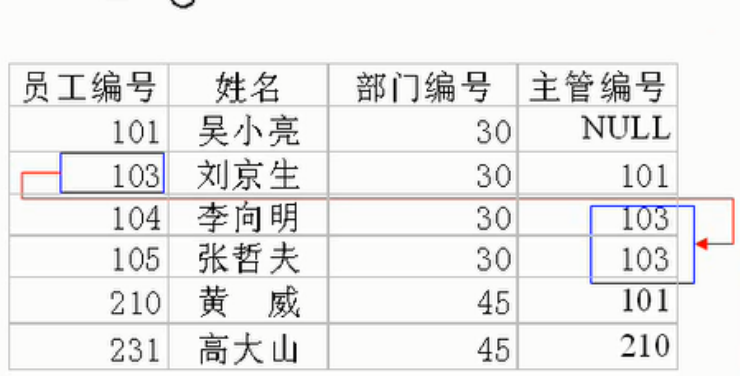 员工编号 姓名 部门编号 主管编号
101 吴小亮 30 NULL
103 刘京生 30 101
104 李向明 30 103
105 张哲夫 30 103
210 黄 威 45 101
231 高大山 45 210